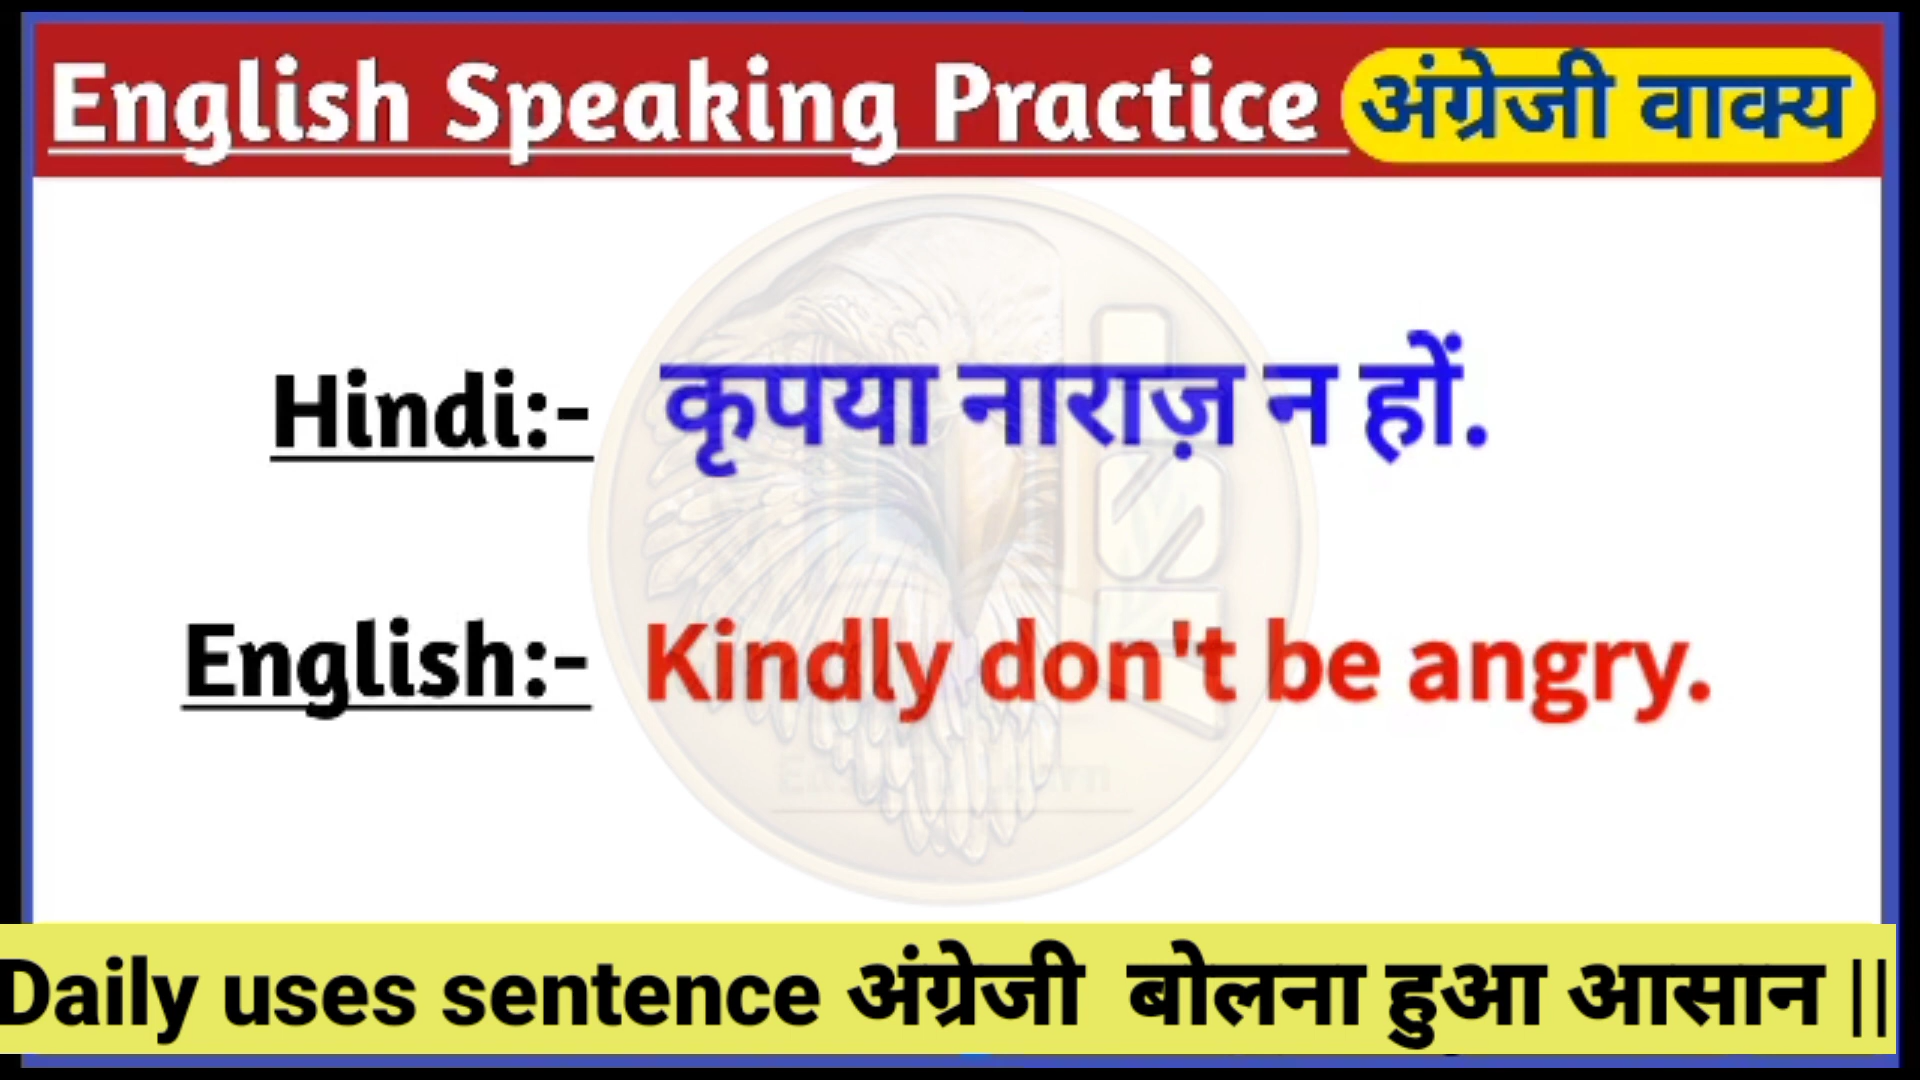 English Speaking Practice अंग्रेजी वाक्य
Hindi:- कृपया नाराज़ न हों.
English:- Kindly don't be angry.
Daily uses sentence अंग्रेजी बोलना हुआ आसान ||